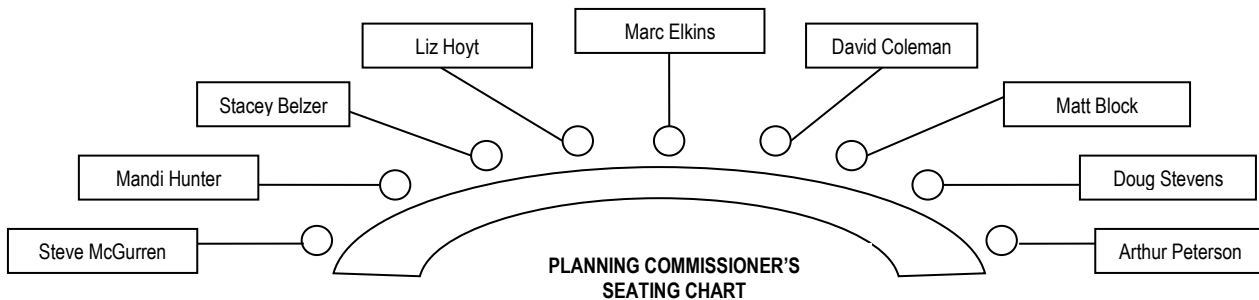 Marc Elkins
Liz Hoyt
David Coleman
Stacey Belzer
Matt Block
Mandi Hunter
Doug Stevens
Steve McGurren
Arthur Peterson
PLANNING COMMISSIONER'S
SEATING CHART